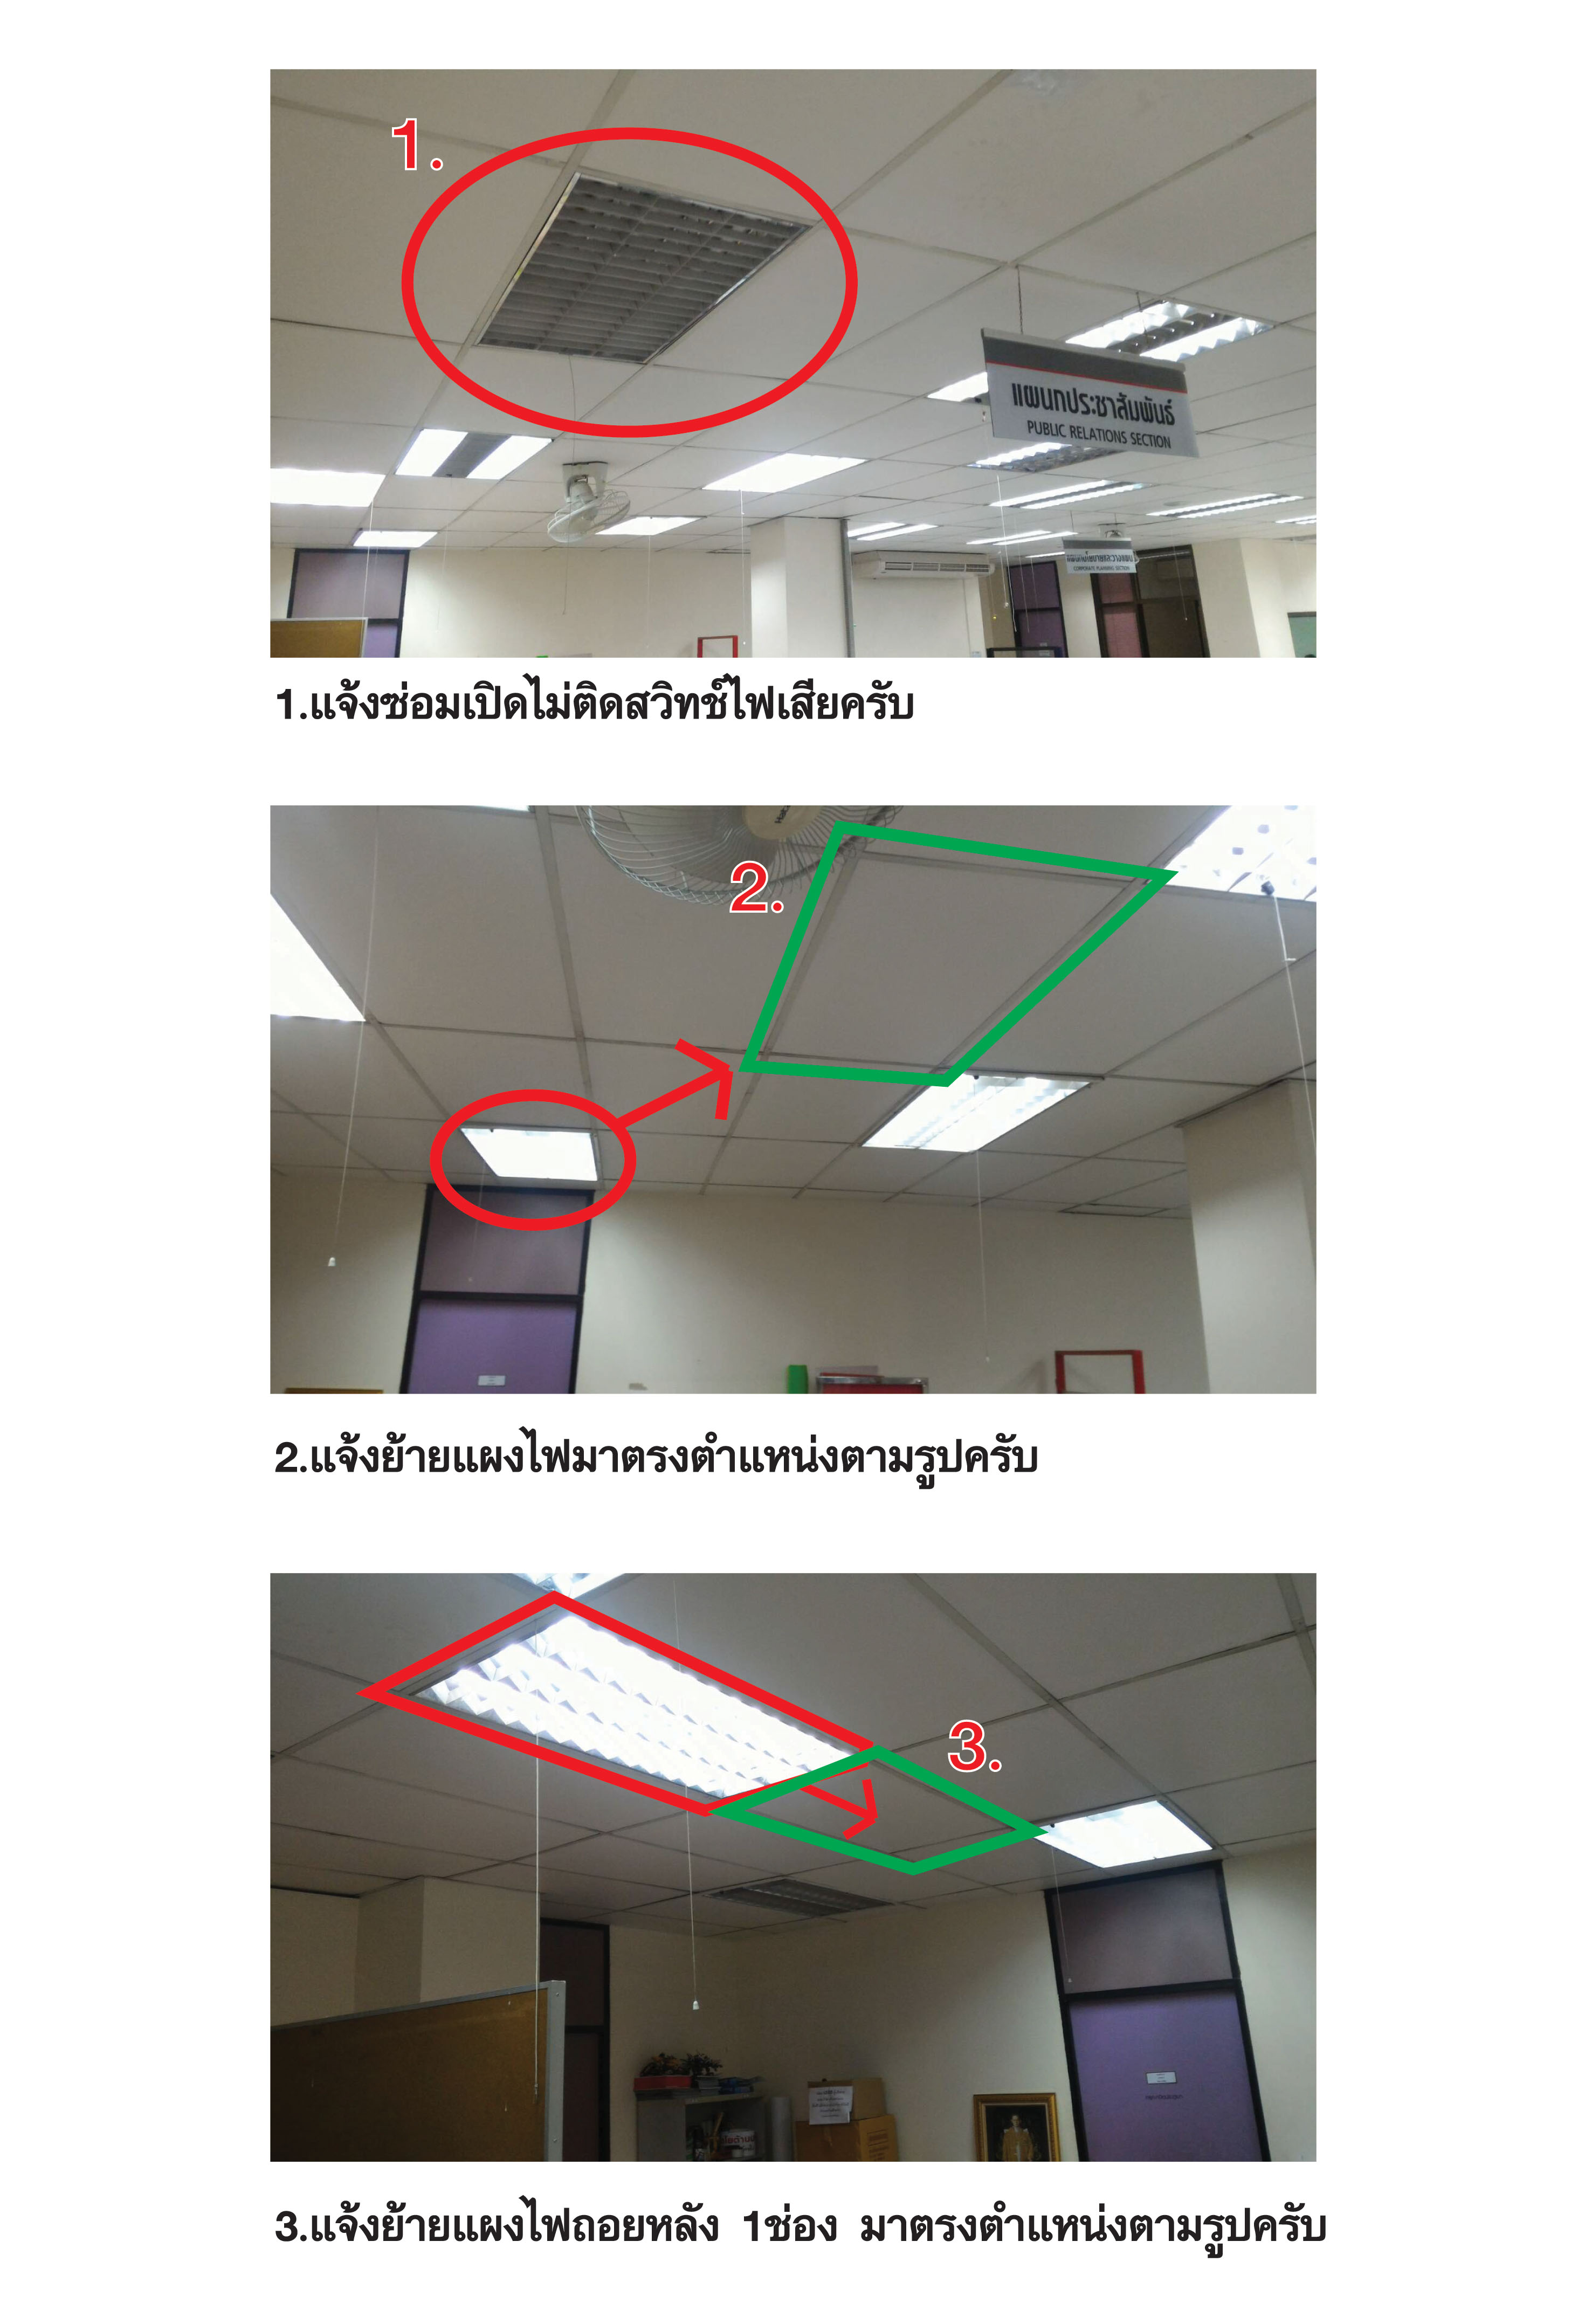 1.
แผนกประชาสัมพันธ์
PUBLIC RELATIONS SECTION
CORPORATE PLANNING SECTION
1.แจ้งซ่อมเปิดไม่ติดสวิทช์ไฟเสียครับ
2.
2.แจ้งย้ายแผงไฟมาตรงตำแหน่งตามรูปครับ
3.
3.แจ้งย้ายแผงไฟถอยหลัง 1ช่อง มาตรงตำแหน่งตามรูปครับ